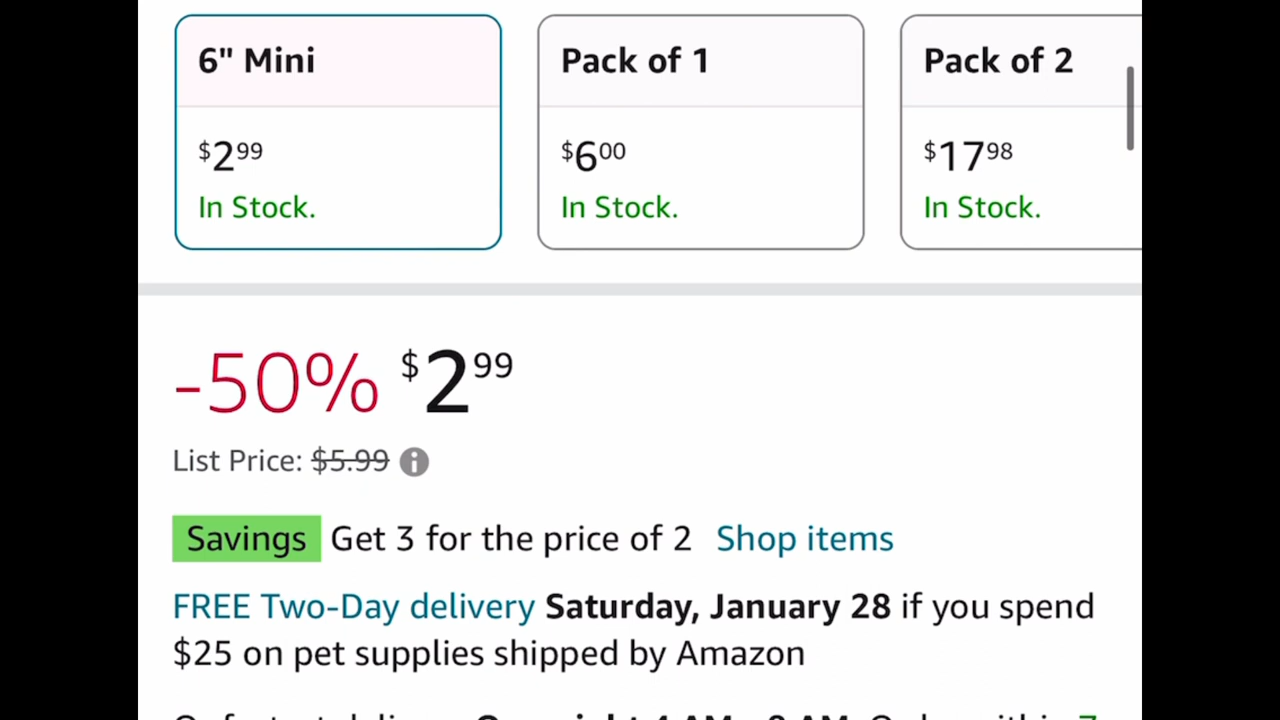 6" Mini
Pack of 1
Pack of 2
$2.99
$6.00
$17.98
In Stock.
In Stock.
In Stock.
-50% $2.99
List Price: $5.99
Savings Get 3 for the price of 2 Shop items
FREE Two-Day delivery Saturday, January 28 if you spend
$25 on pet supplies shipped by Amazon